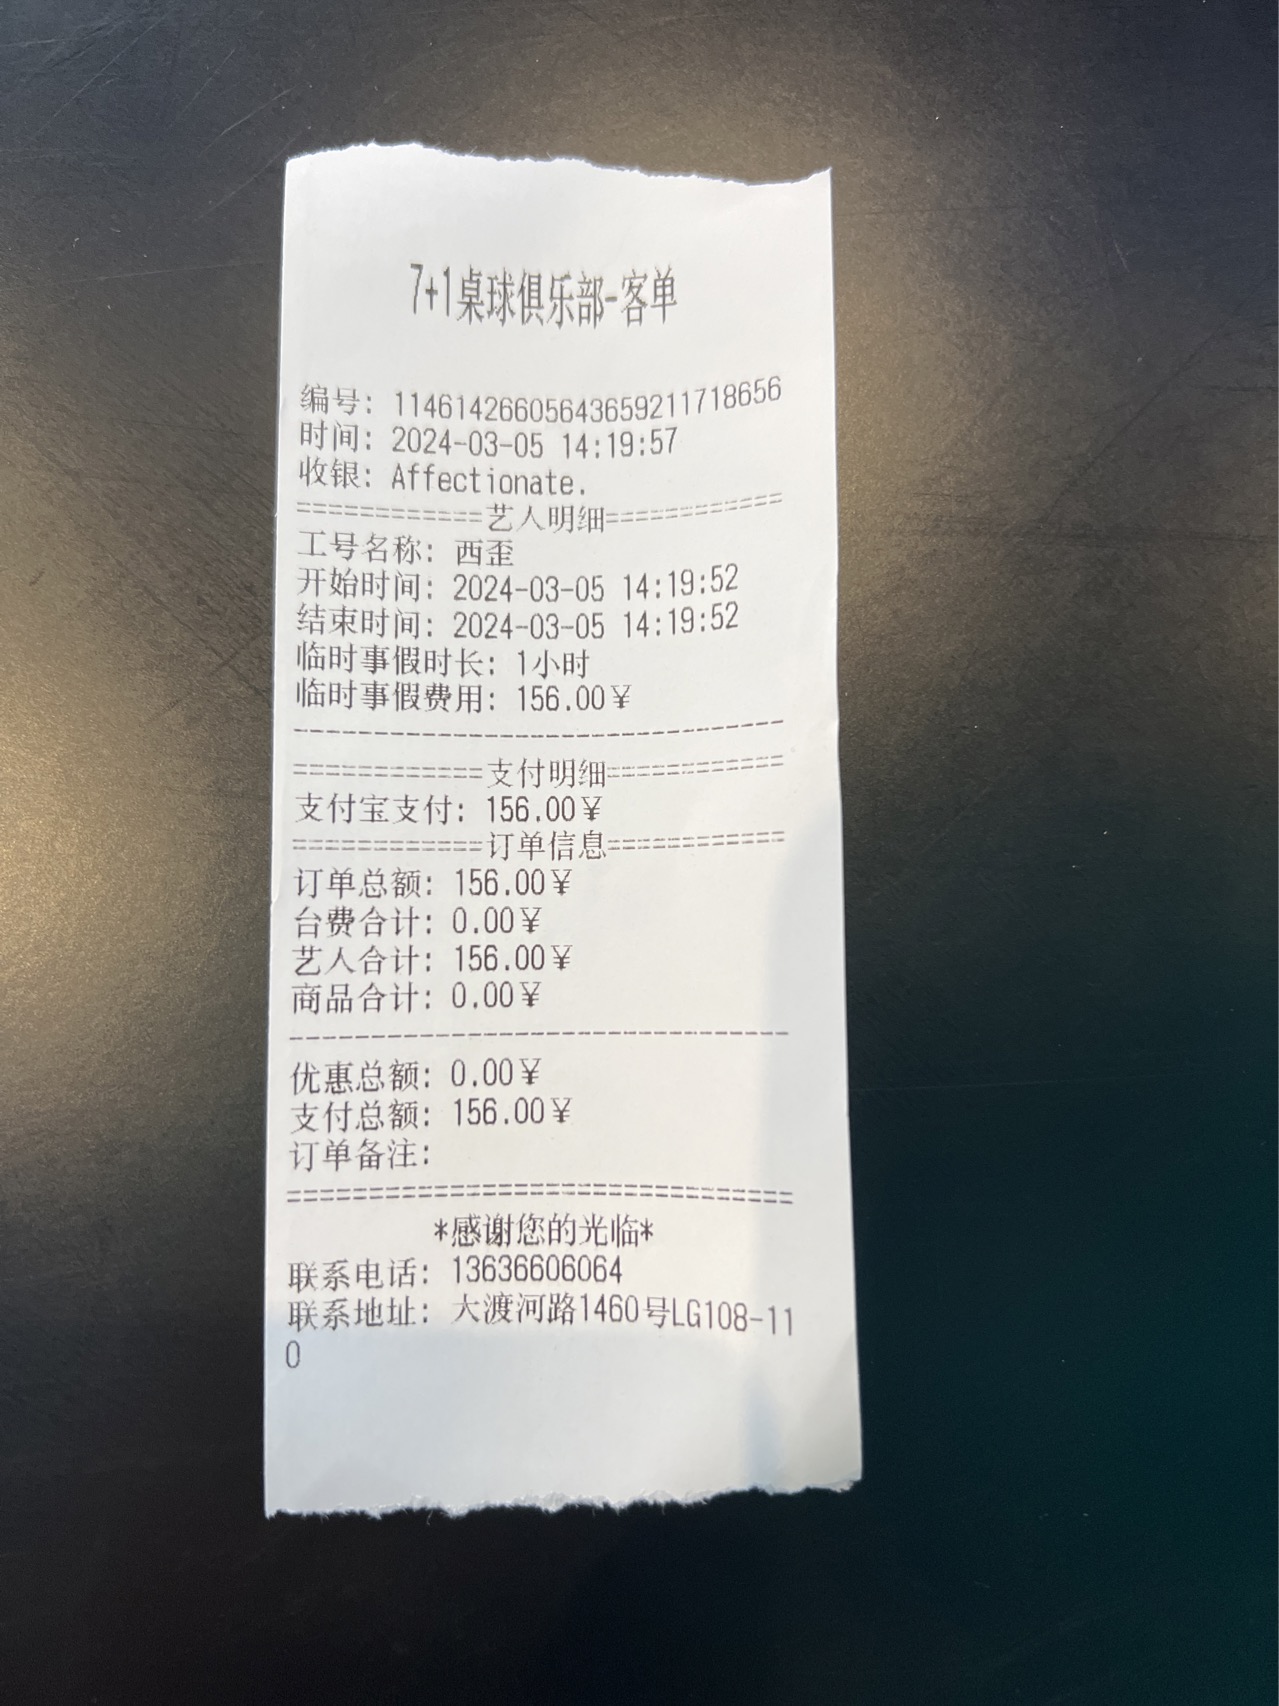 7+1桌球俱乐部-客单
编号: 1146142660564365921171​8656
时间: 2024-03-05 14:19:57
收银: Affectionate.
============艺人明细============
工号名称: 西歪
开始时间: 2024-03-05 14:19:52
结束时间: 2024-03-05 14:19:52
临时事假时长: 1小时
临时事假费用: 156.00¥
--------------------------------
============支付明细============
支付宝支付: 156.00¥
============订单信息============
订单总额: 156.00¥
台费合计: 0.00¥
艺人合计: 156.00¥
商品合计: 0.00¥
--------------------------------
优惠总额: 0.00¥
支付总额: 156.00¥
订单备注:
================================
*感谢您的光临*
联系电话: 13636606064
联系地址: 大渡河路1460号LG108-11
0